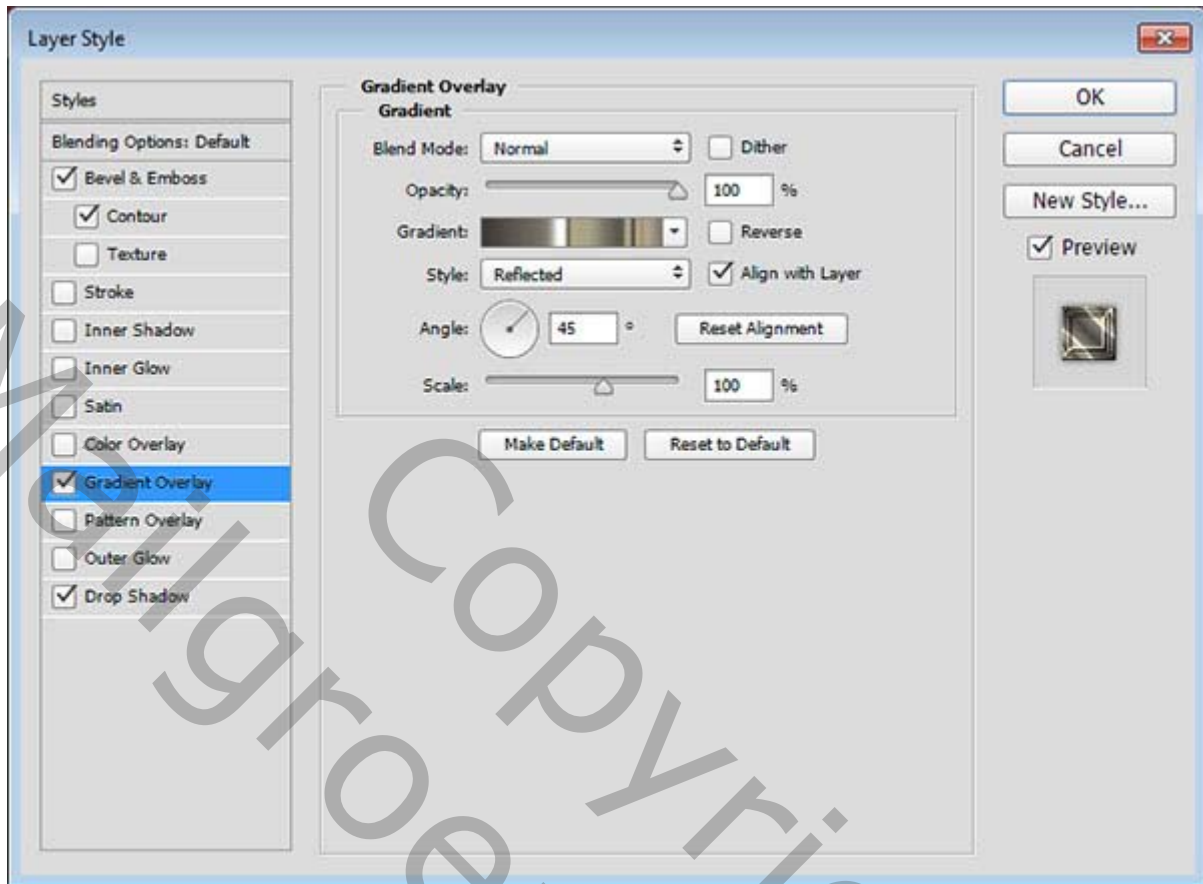 Layer Style
Styles
Blending Options: Default
Bevel & Emboss
Contour
Texture
Stroke
Inner Shadow
Inner Glow
Satin
Color Overlay
Gradient Overlay
Pattern Overlay
Outer Glow
Drop Shadow
Gradient Overlay
Gradient
Blend Mode: Normal Dither
Opacity: 100 %
Gradient: Reverse
Style: Reflected Align with Layer
Angle: 45 ° Reset Alignment
Scale: 100 %
Make Default Reset to Default
OK
Cancel
New Style...
Preview